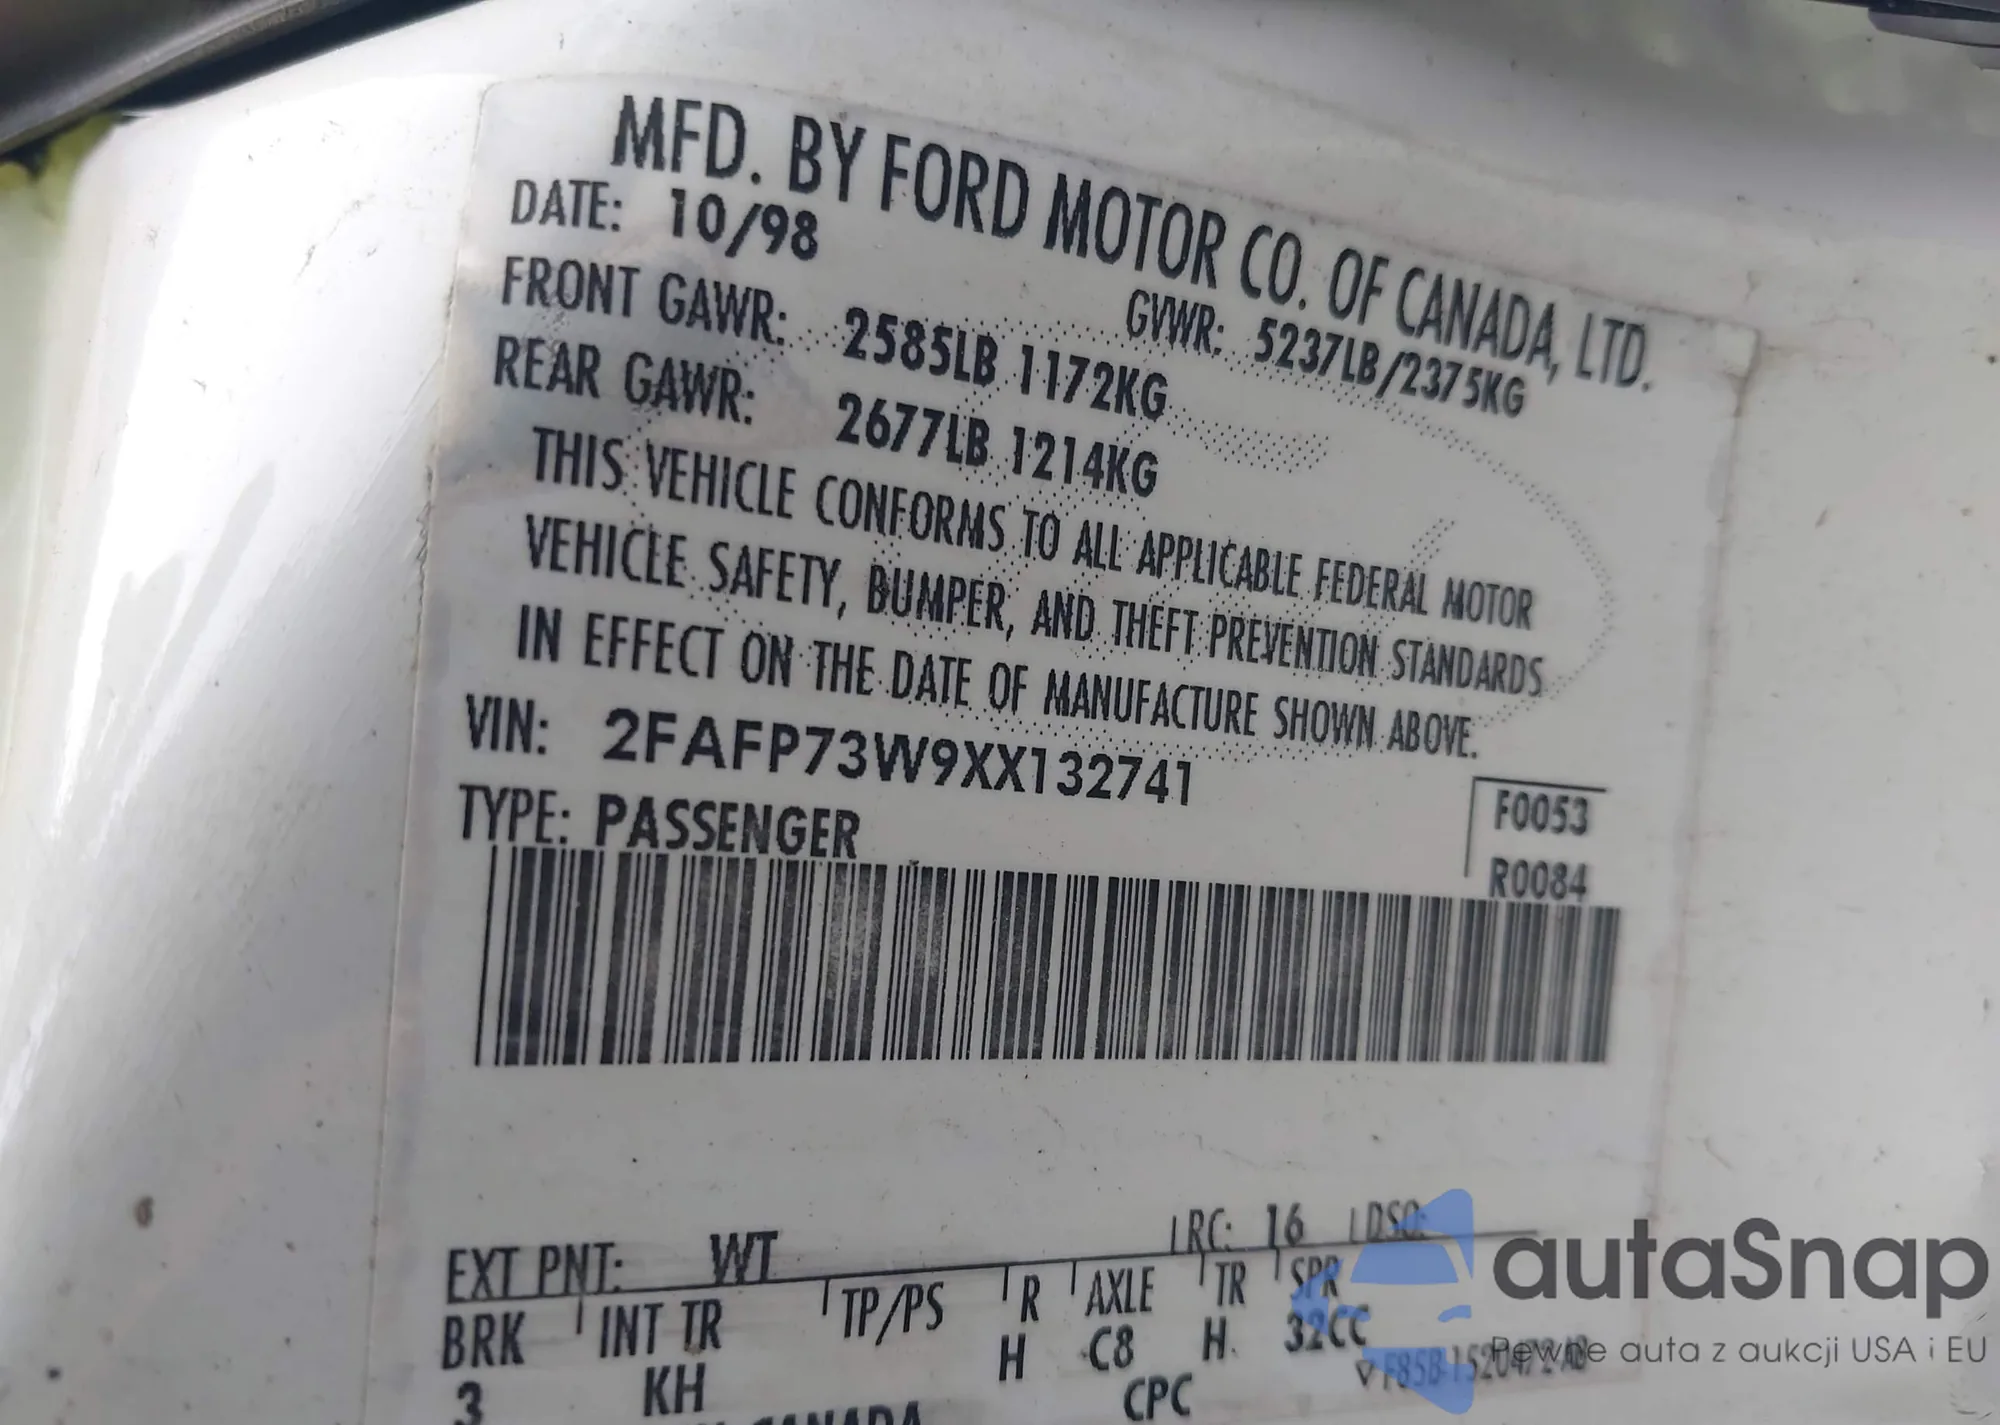 MFD. BY FORD MOTOR CO. OF CANADA, LTD.
DATE: 10/98
GVWR: 5237LB/2375KG
FRONT GAWR: 2585LB 1172KG
REAR GAWR: 2677LB 1214KG
THIS VEHICLE CONFORMS TO ALL APPLICABLE FEDERAL MOTOR
VEHICLE SAFETY, BUMPER, AND THEFT PREVENTION STANDARDS
IN EFFECT ON THE DATE OF MANUFACTURE SHOWN ABOVE.
VIN: 2FAFP73W9XX132741
F0053
TYPE: PASSENGER
R0084
EXT PNT: WT RC: 16 DSO:
BRK INT TR TP/PS R AXLE TR SPR
3 KH H C8 H 32CC
CPC
CANADA
autoSnap
Pewne auta z aukcji USA i EU